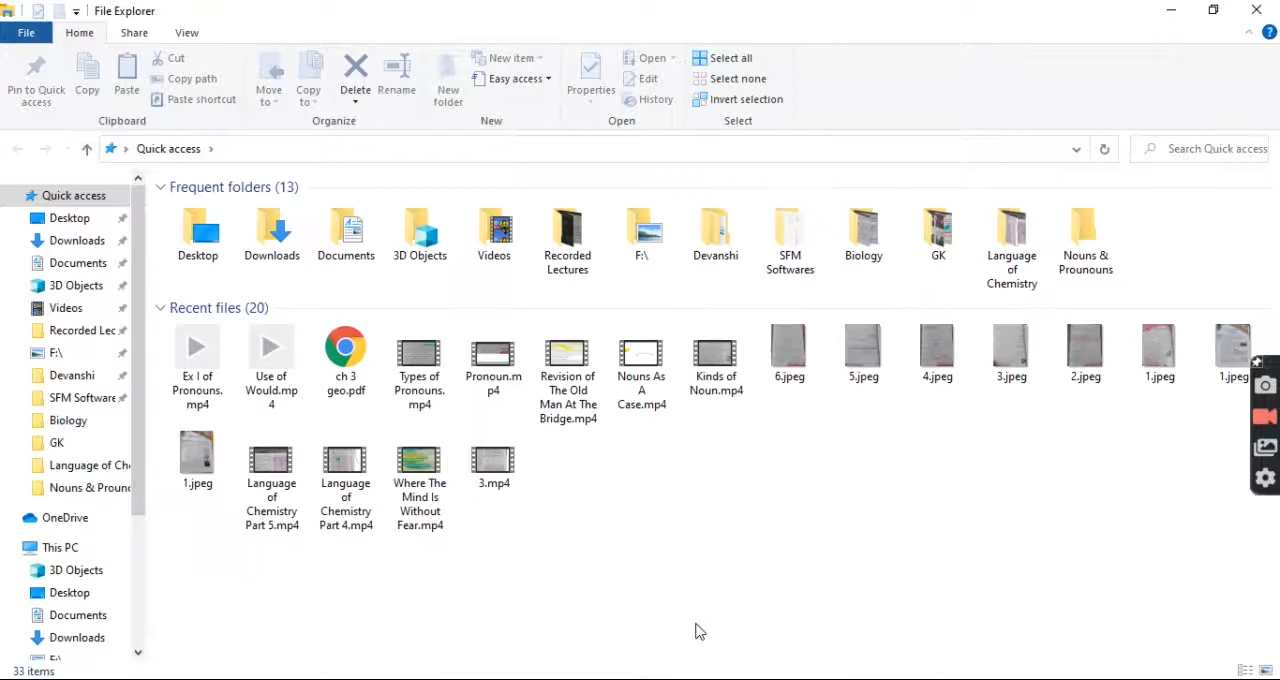 File Explorer
File Home Share View
Pin to Quick access
Copy
Paste
Cut
Copy path
Paste shortcut
Clipboard
Move to
Copy to
Delete
Rename
Organize
New folder
New item
Easy access
New
Properties
Open
Edit
History
Open
Select all
Select none
Invert selection
Select
Quick access
Search Quick access
Quick access
Desktop
Downloads
Documents
3D Objects
Videos
Recorded Lec
F:\
Devanshi
SFM Software
Biology
GK
Language of Ch
Nouns & Proun
OneDrive
This PC
3D Objects
Desktop
Documents
Downloads
F:\
Frequent folders (13)
Desktop
Downloads
Documents
3D Objects
Videos
Recorded
Lectures
F:\
Devanshi
SFM
Softwares
Biology
GK
Language
of
Chemistry
Nouns &
Prounouns
Recent files (20)
Ex I of
Pronouns.
mp4
Use of
Would.mp
4
ch 3
geo.pdf
Types of
Pronouns.
mp4
Pronoun.m
p4
Revision of
The Old
Man At The
Bridge.mp4
Nouns As
A
Case.mp4
Kinds of
Noun.mp4
6.jpeg
5.jpeg
4.jpeg
3.jpeg
2.jpeg
1.jpeg
1.jpeg
1.jpeg
Language
of
Chemistry
Part 5.mp4
Language
of
Chemistry
Part 4.mp4
Where The
Mind Is
Without
Fear.mp4
3.mp4
33 items